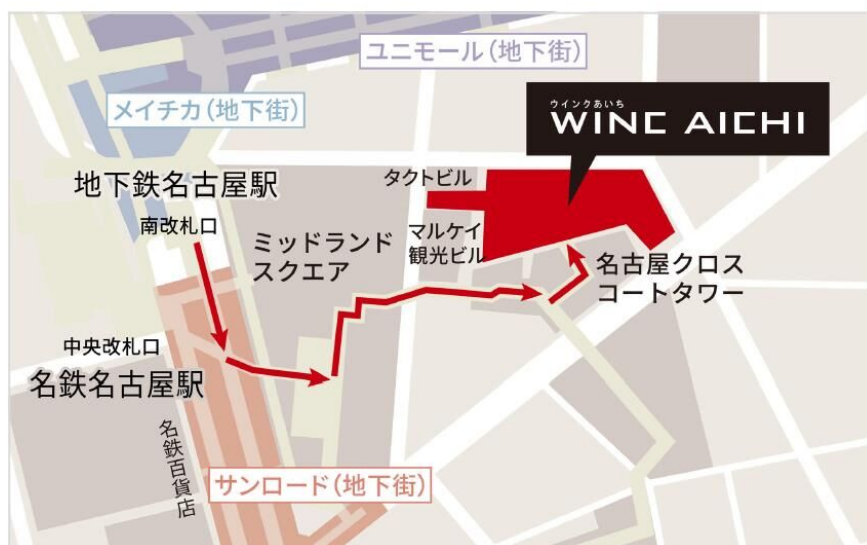 ユニモール(地下街)
メイチカ(地下街)
ウインクあいち
WINC AICHI
地下鉄名古屋駅
南改札口
タクトビル
ミッドランド
スクエア
マルケイ
観光ビル
名古屋クロス
コートタワー
中央改札口
名鉄名古屋駅
名鉄百貨店
サンロード(地下街)